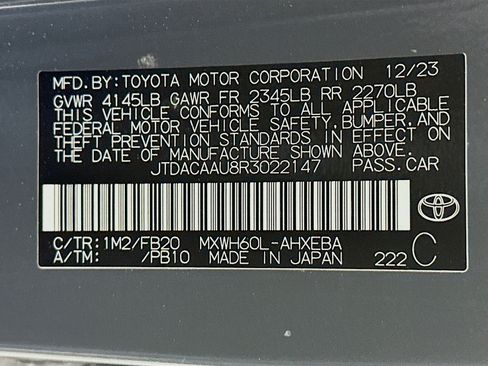 MFD. BY: TOYOTA MOTOR CORPORATION 12/23
GVWR 4145LB GAWR FR 2345LB RR 2270LB
THIS VEHICLE CONFORMS TO ALL APPLICABLE
FEDERAL MOTOR VEHICLE SAFETY, BUMPER, AND
THEFT PREVENTION STANDARDS IN EFFECT ON
THE DATE OF MANUFACTURE SHOWN ABOVE.
JTDACAAU8R3022147 PASS.CAR
C/TR: 1M2/FB20 MXWH60L-AHXEBA
A/TM: /PB10 MADE IN JAPAN 222 C